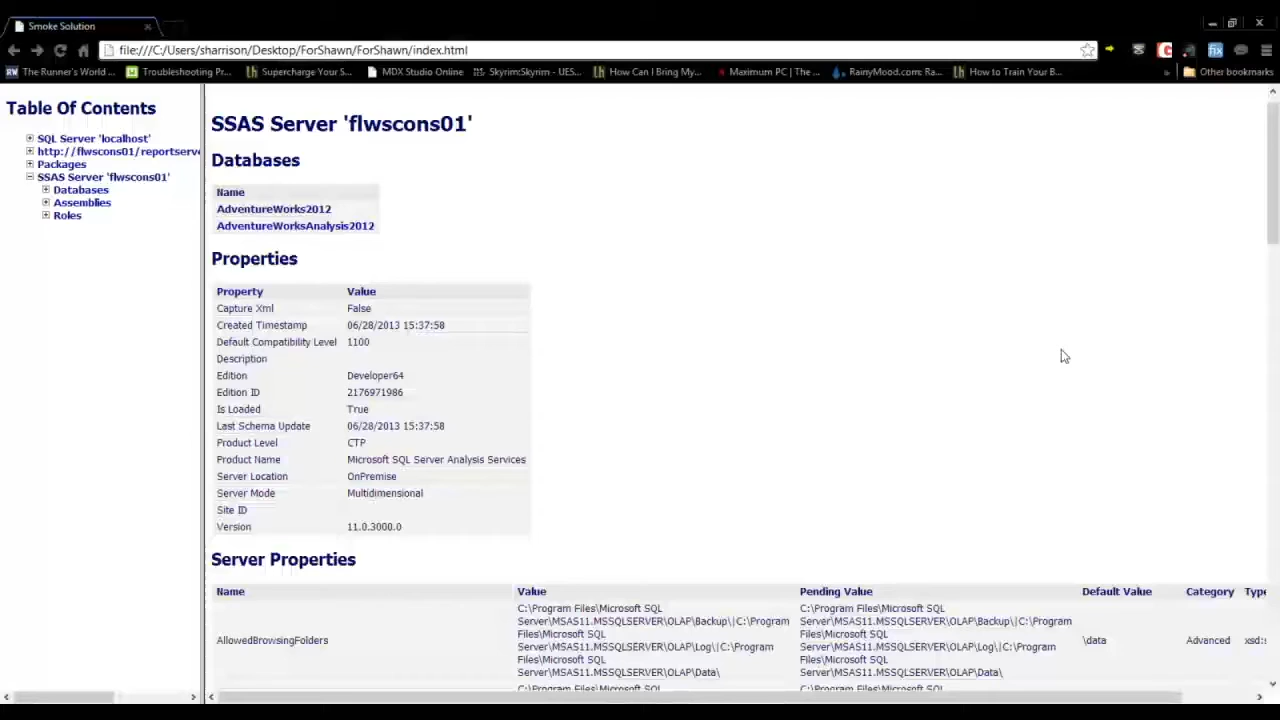 Smoke Solution
file:///C:/Users/sharrison/Desktop/ForShawn/ForShawn/index.html
The Runner's World ... Troubleshooting Pr... Supercharge Your S... MDX Studio Online Skyrim:Skyrim - UES... How Can I Bring My... Maximum PC | The ... RainyMood.com: Ra... How to Train Your B... » Other bookmarks
Table Of Contents
SQL Server 'localhost'
http://flwscons01/reportserve
Packages
SSAS Server 'flwscons01'
Databases
Assemblies
Roles
SSAS Server 'flwscons01'
Databases
Name
AdventureWorks2012
AdventureWorksAnalysis2012
Properties
Property Value
Capture Xml False
Created Timestamp 06/28/2013 15:37:58
Default Compatibility Level 1100
Description
Edition Developer64
Edition ID 2176971986
Is Loaded True
Last Schema Update 06/28/2013 15:37:58
Product Level CTP
Product Name Microsoft SQL Server Analysis Services
Server Location OnPremise
Server Mode Multidimensional
Site ID
Version 11.0.3000.0
Server Properties
Name Value Pending Value Default Value Category Type
AllowedBrowsingFolders
C:\Program Files\Microsoft SQL
Server\MSAS11.MSSQLSERVER\OLAP\Backup\|C:\Program
Files\Microsoft SQL
Server\MSAS11.MSSQLSERVER\OLAP\Log\|C:\Program
Files\Microsoft SQL
Server\MSAS11.MSSQLSERVER\OLAP\Data\
C:\Program Files\Microsoft SQL
Server\MSAS11.MSSQLSERVER\OLAP\Backup\|C:\Program
Files\Microsoft SQL
Server\MSAS11.MSSQLSERVER\OLAP\Log\|C:\Program
Files\Microsoft SQL
Server\MSAS11.MSSQLSERVER\OLAP\Data\
\data Advanced xsd:s
C:\Program Files\Microsoft SQL C:\Program Files\Microsoft SQL